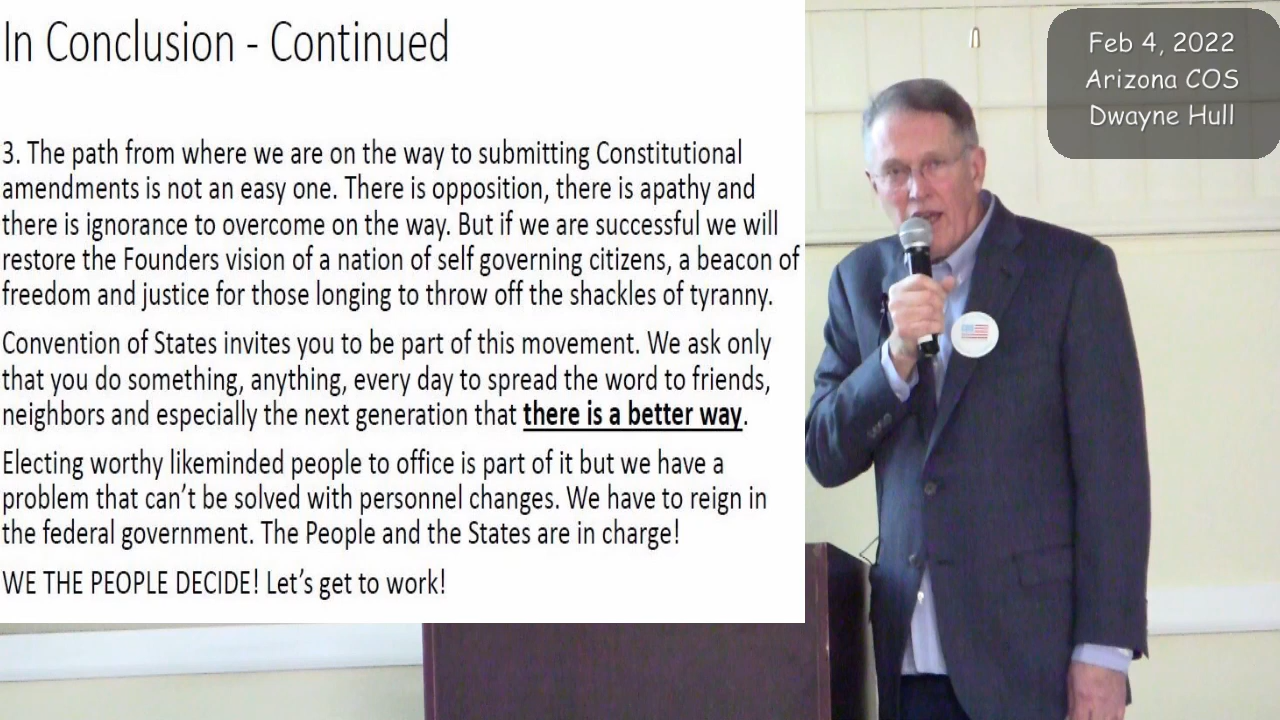 In Conclusion - Continued
3. The path from where we are on the way to submitting Constitutional
amendments is not an easy one. There is opposition, there is apathy and
there is ignorance to overcome on the way. But if we are successful we will
restore the Founders vision of a nation of self governing citizens, a beacon of
freedom and justice for those longing to throw off the shackles of tyranny.
Convention of States invites you to be part of this movement. We ask only
that you do something, anything, every day to spread the word to friends,
neighbors and especially the next generation that there is a better way.
Electing worthy likeminded people to office is part of it but we have a
problem that can’t be solved with personnel changes. We have to reign in
the federal government. The People and the States are in charge!
WE THE PEOPLE DECIDE! Let’s get to work!
Feb 4, 2022
Arizona COS
Dwayne Hull